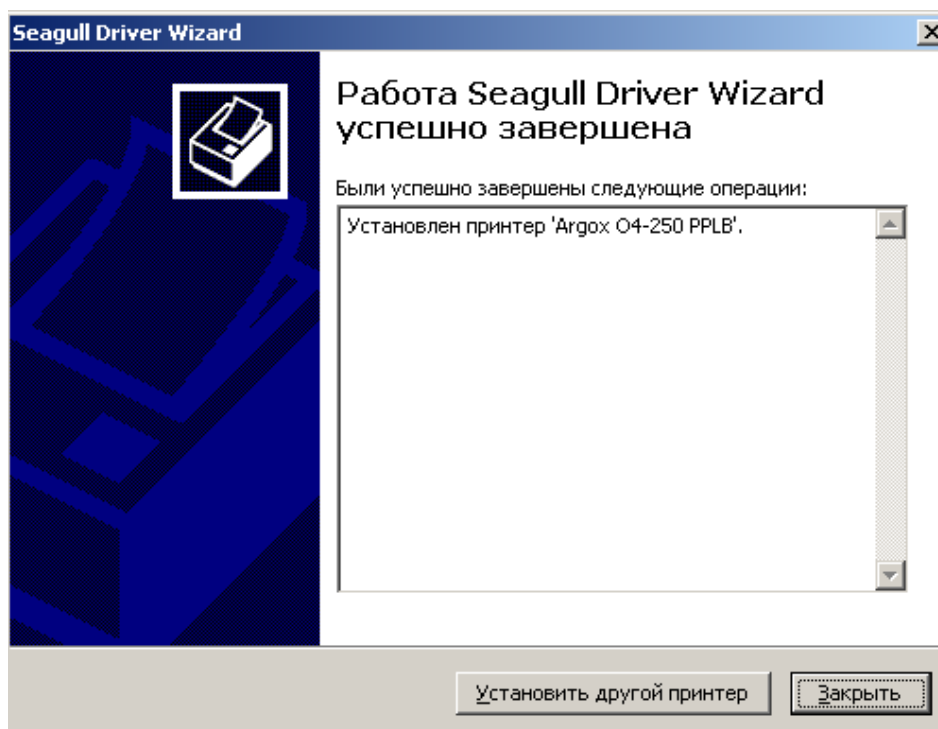 Seagull Driver Wizard
Работа Seagull Driver Wizard
успешно завершена
Были успешно завершены следующие операции:
Установлен принтер 'Argox O4-250 PPLB'.
Установить другой принтер
Закрыть